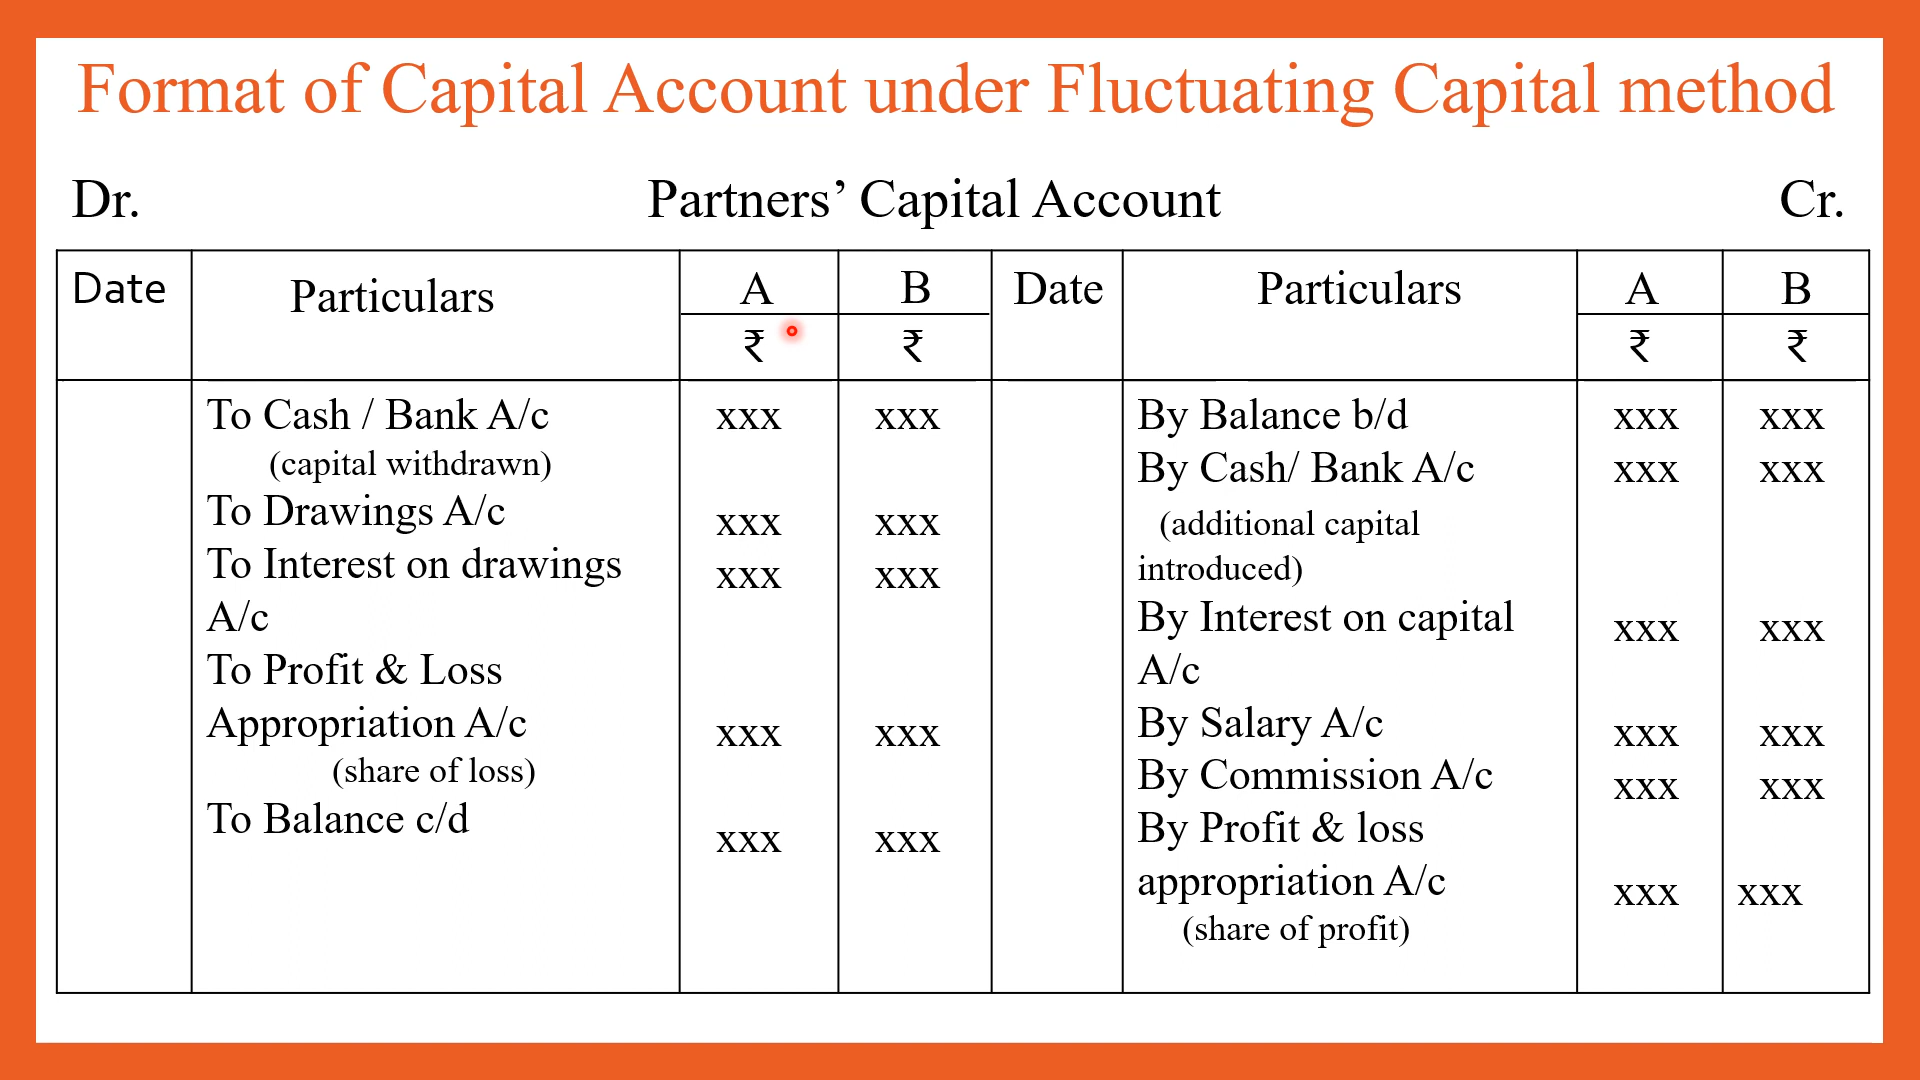 Format of Capital Account under Fluctuating Capital method
Dr. Partners’ Capital Account Cr.
Date Particulars A B Date Particulars A B
₹ ₹ ₹ ₹
To Cash / Bank A/c xxx xxx By Balance b/d xxx xxx
(capital withdrawn) By Cash/ Bank A/c xxx xxx
To Drawings A/c xxx xxx (additional capital
To Interest on drawings xxx xxx introduced)
A/c By Interest on capital xxx xxx
To Profit & Loss A/c
Appropriation A/c xxx xxx By Salary A/c xxx xxx
(share of loss) By Commission A/c xxx xxx
To Balance c/d xxx xxx By Profit & loss
appropriation A/c xxx xxx
(share of profit)